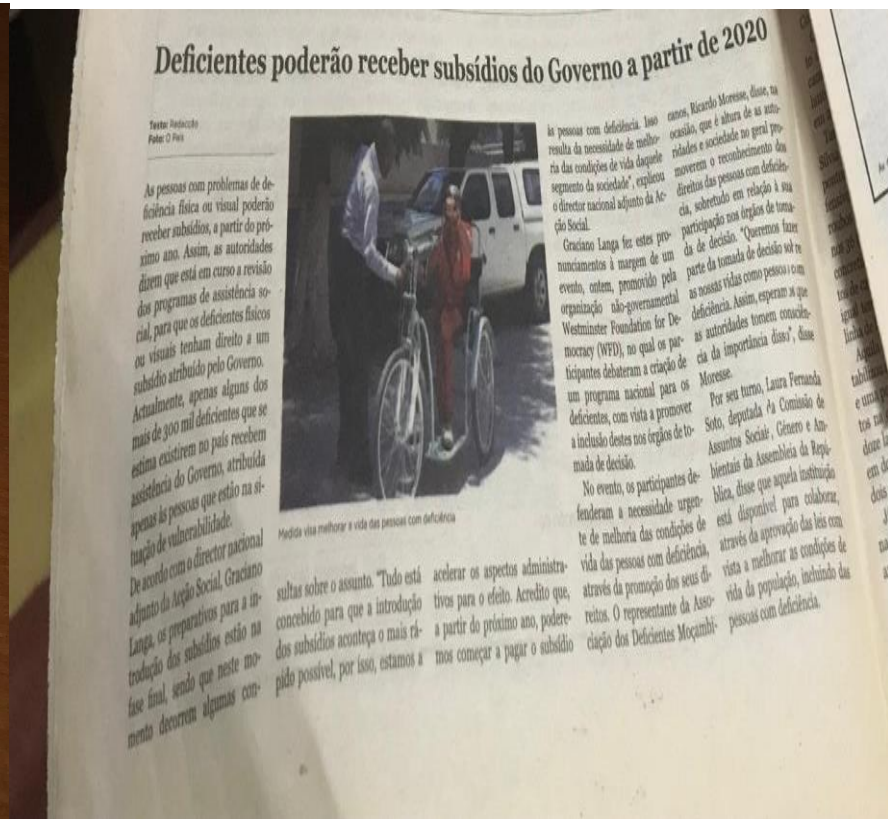 Deficientes poderão receber subsídios do Governo a partir de 2020
Texto: Redacção
Foto: O País
As pessoas com problemas de de-
ficiência física ou visual poderão
receber subsídios, a partir do pró-
ximo ano. Assim, as autoridades
dizem que está em curso a revisão
dos programas de assistência so-
cial, para que os deficientes físicos
ou visuais tenham direito a um
subsídio atribuído pelo Governo.
Actualmente, apenas alguns dos
mais de 300 mil deficientes que se
estima existirem no país recebem
assistência do Governo, atribuída
apenas às pessoas que estão na si-
tuação de vulnerabilidade.
De acordo com o director nacional
adjunto da Acção Social, Graciano
Langa, os preparativos para a in-
trodução dos subsídios estão na
fase final, sendo que neste mo-
mento decorrem algumas con-
Medida visa melhorar a vida das pessoas com deficiência
sultas sobre o assunto. "Tudo está
concebido para que a introdução
dos subsídios aconteça o mais rá-
pido possível, por isso, estamos a
acelerar os aspectos administra-
tivos para o efeito. Acredito que,
a partir do próximo ano, podere-
mos começar a pagar o subsídio
às pessoas com deficiência. Isso
resulta da necessidade de melho-
ria das condições de vida daquele
segmento da sociedade", explicou
o director nacional adjunto da Ac-
ção Social.
Graciano Langa fez estes pro-
nunciamentos à margem de um
evento, ontem, promovido pela
organização não-governamental
Westminster Foundation for De-
mocracy (WFD), no qual os par-
ticipantes debateram a criação de
um programa nacional para os
deficientes, com vista a promover
a inclusão destes nos órgãos de to-
mada de decisão.
No evento, os participantes de-
fenderam a necessidade urgen-
te de melhoria das condições de
vida das pessoas com deficiência,
através da promoção dos seus di-
reitos. O representante da Asso-
ciação dos Deficientes Moçambi-
canos, Ricardo Moresse, disse, na
ocasião, que é altura de as auto-
ridades e sociedade no geral pro-
moverem o reconhecimento dos
direitos das pessoas com deficiên-
cia, sobretudo em relação à sua
participação nos órgãos de toma-
da de decisão. "Queremos fazer
parte da tomada de decisão sobre
as nossas vidas como pessoas com
deficiência. Assim, esperamos que
as autoridades tomem consciên-
cia da importância disso", disse
Moresse.
Por seu turno, Laura Fernanda
Soto, deputada da Comissão de
Assuntos Sociais, Género e Am-
bientais da Assembleia da Repú-
blica, disse que aquela instituição
está disponível para colaborar,
através da aprovação das leis com
vista a melhorar as condições de
vida da população, incluindo das
pessoas com deficiência.